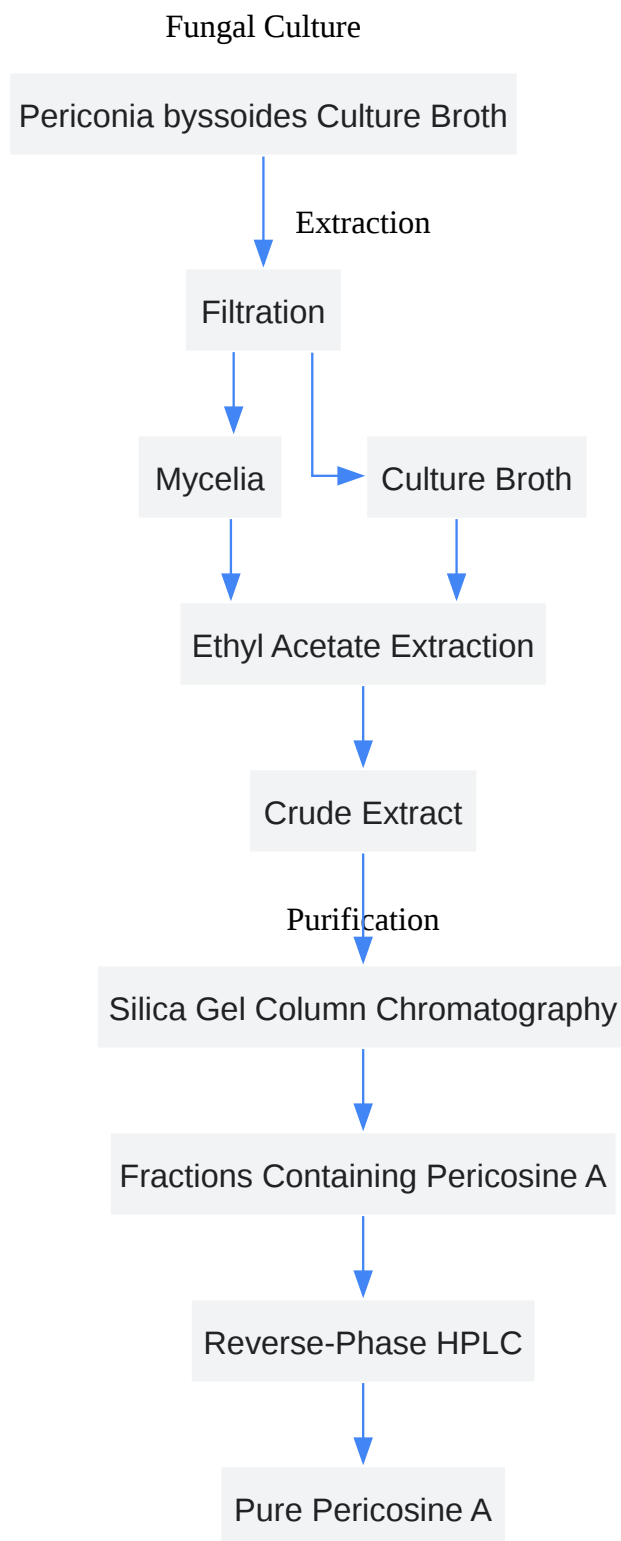 Fungal Culture
Periconia byssoides Culture Broth
Extraction
Filtration
Mycelia
Culture Broth
Ethyl Acetate Extraction
Crude Extract
Purification
Silica Gel Column Chromatography
Fractions Containing Pericosine A
Reverse-Phase HPLC
Pure Pericosine A